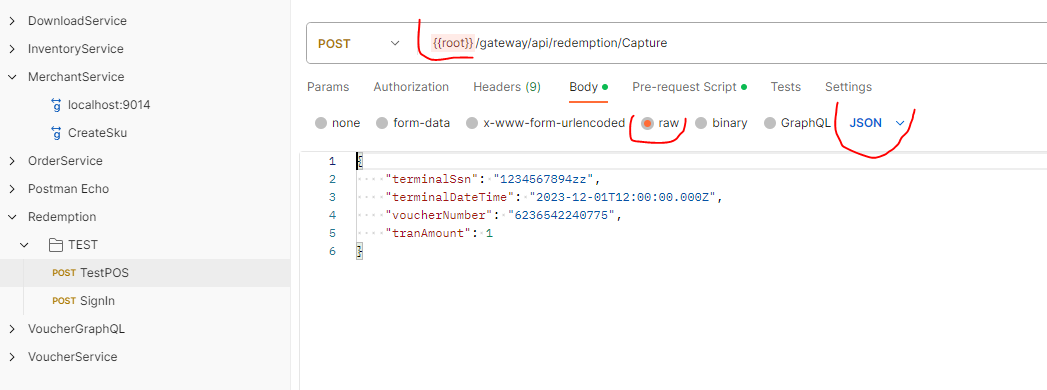 DownloadService
InventoryService
MerchantService
localhost:9014
CreateSku
OrderService
Postman Echo
Redemption
TEST
POST TestPOS
POST SignIn
VoucherGraphQL
VoucherService
POST {{root}}/gateway/api/redemption/Capture
Params Authorization Headers (9) Body Pre-request Script Tests Settings
none form-data x-www-form-urlencoded raw binary GraphQL JSON
1 {
2 "terminalSsn": "1234567894zz",
3 "terminalDateTime": "2023-12-01T12:00:00.000Z",
4 "voucherNumber": "6236542240775",
5 "tranAmount": 1
6 }